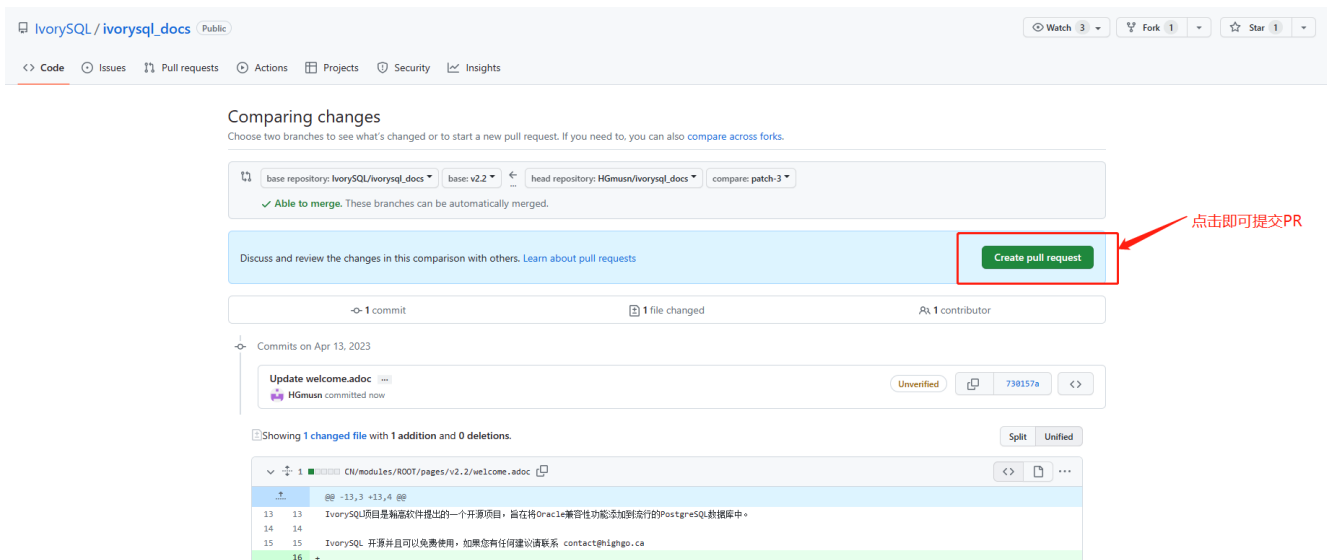 IvorySQL / ivorysql_docs Public
Watch 3 Fork 1 Star 1
Code Issues Pull requests Actions Projects Security Insights
Comparing changes
Choose two branches to see what's changed or to start a new pull request. If you need to, you can also compare across forks.
base repository: IvorySQL/ivorysql_docs base: v2.2 ← ... head repository: HGmusn/ivorysql_docs compare: patch-3
✓ Able to merge. These branches can be automatically merged.
点击即可提交PR
Discuss and review the changes in this comparison with others. Learn about pull requests Create pull request
1 commit 1 file changed 1 contributor
Commits on Apr 13, 2023
Update welcome.adoc ...
HGmusn committed now Unverified 730157a <>
Showing 1 changed file with 1 addition and 0 deletions. Split Unified
1 CN/modules/ROOT/pages/v2.2/welcome.adoc <> ...
@@ -13,3 +13,4 @@
13 13 IvorySQL项目是瀚高软件提出的一个开源项目，旨在将Oracle兼容性功能添加到流行的PostgreSQL数据库中。
14 14
15 15 IvorySQL 开源并且可以免费使用，如果您有任何建议请联系 contact@highgo.ca
16 +